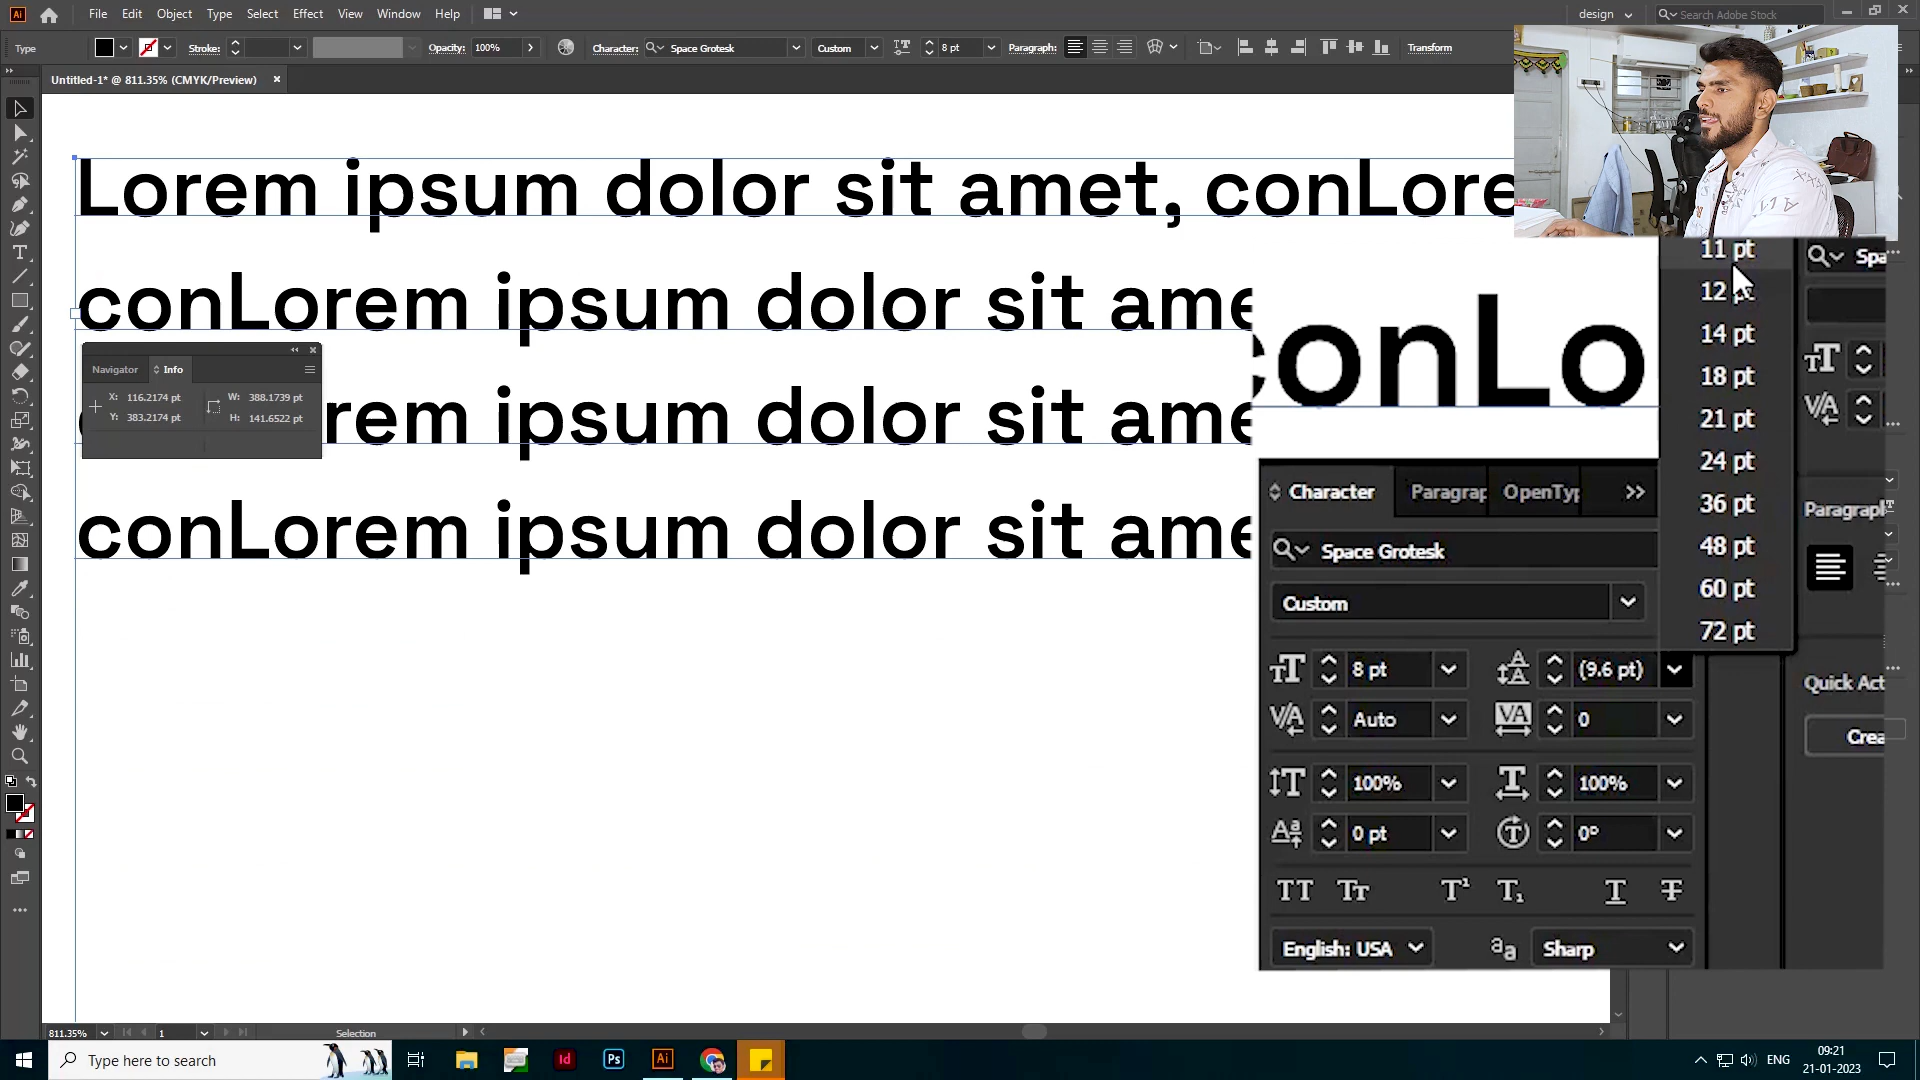 Ai File Edit Object Type Select Effect View Window Help design Search Adobe Stock
Type Stroke: Opacity: 100% Character: Space Grotesk Custom 8 pt Paragraph: Transform
Untitled-1* @ 811.35% (CMYK/Preview) ×
Lorem ipsum dolor sit amet, conLore
conLorem ipsum dolor sit ame
rem ipsum dolor sit ame
conLorem ipsum dolor sit ame
Navigator Info
X: 116.2174 pt W: 388.1739 pt
Y: 383.2174 pt H: 141.6522 pt
conLo
11 pt
12 pt
14 pt
18 pt
21 pt
24 pt
36 pt
48 pt
60 pt
72 pt
Spa
Paragraph
Quick Act
Crea
Character Paragrap OpenTyp
Space Grotesk
Custom
8 pt (9.6 pt)
Auto 0
100% 100%
0 pt 0°
English: USA Sharp
811.35% 1 Selection
Type here to search Id Ps Ai ENG 09:21
21-01-2023